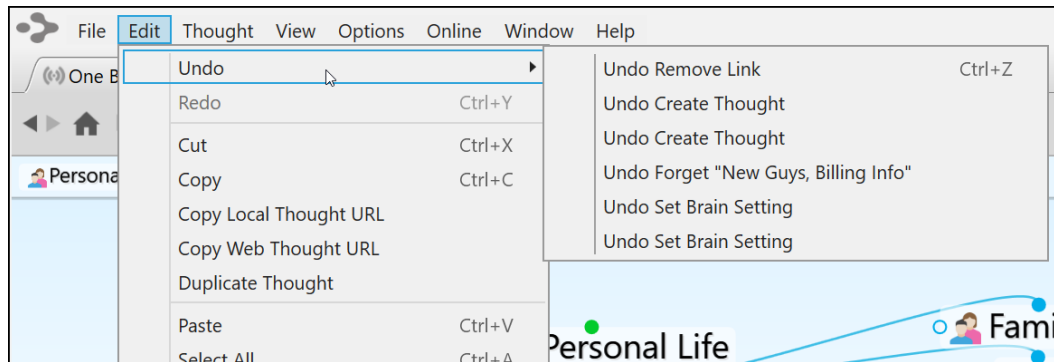 File Edit Thought View Options Online Window Help
One B
Undo
Undo Remove Link Ctrl+Z
Redo Ctrl+Y
Undo Create Thought
Undo Create Thought
Cut Ctrl+X
Undo Forget "New Guys, Billing Info"
Persona
Copy Ctrl+C
Undo Set Brain Setting
Copy Local Thought URL
Undo Set Brain Setting
Copy Web Thought URL
Duplicate Thought
Paste Ctrl+V
Select All Ctrl+A
Personal Life
Fami